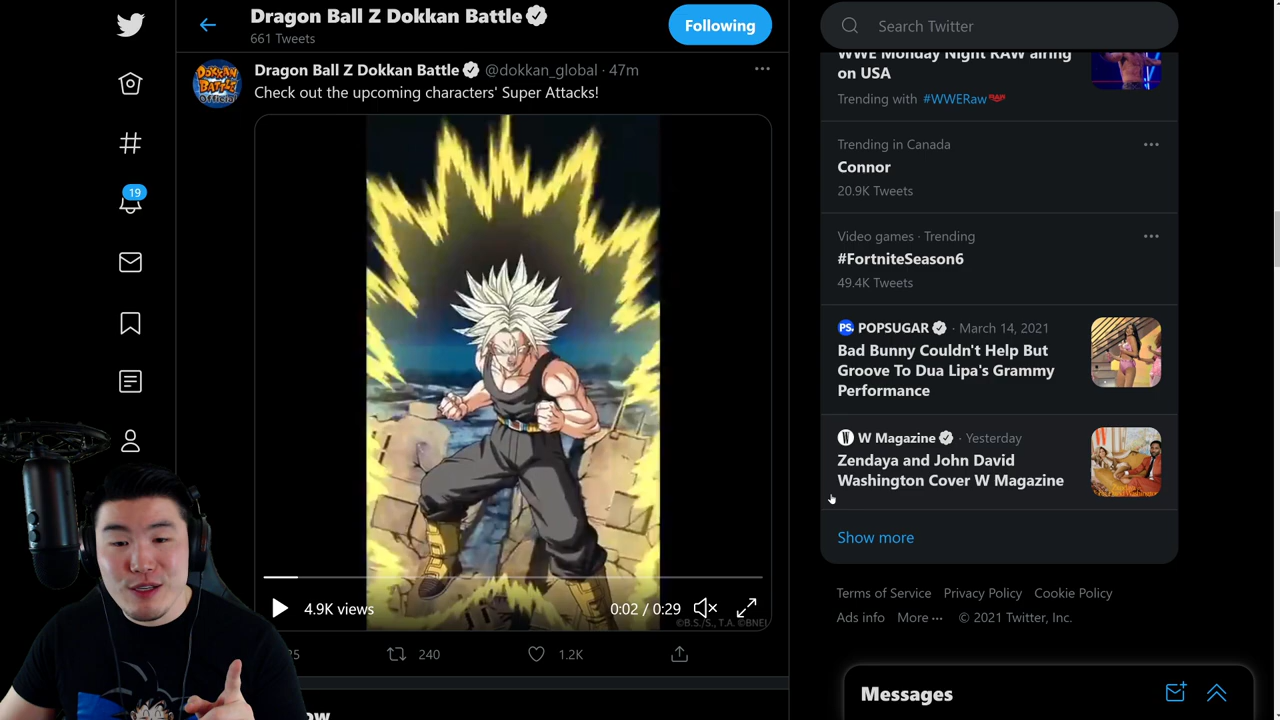 Dragon Ball Z Dokkan Battle
661 Tweets
Following
Search Twitter
DOKKAN
BATTLE
Official
Dragon Ball Z Dokkan Battle @dokkan_global · 47m
Check out the upcoming characters' Super Attacks!
19
4.9K views
0:02 / 0:29
©B.S./S., T.A. ©BNEI
240
1.2K
WWE Monday Night RAW airing
on USA
Trending with #WWERaw
Trending in Canada
Connor
20.9K Tweets
Video games · Trending
#FortniteSeason6
49.4K Tweets
PS. POPSUGAR · March 14, 2021
Bad Bunny Couldn't Help But
Groove To Dua Lipa's Grammy
Performance
W W Magazine · Yesterday
Zendaya and John David
Washington Cover W Magazine
Show more
Terms of Service Privacy Policy Cookie Policy
Ads info More ··· © 2021 Twitter, Inc.
Messages